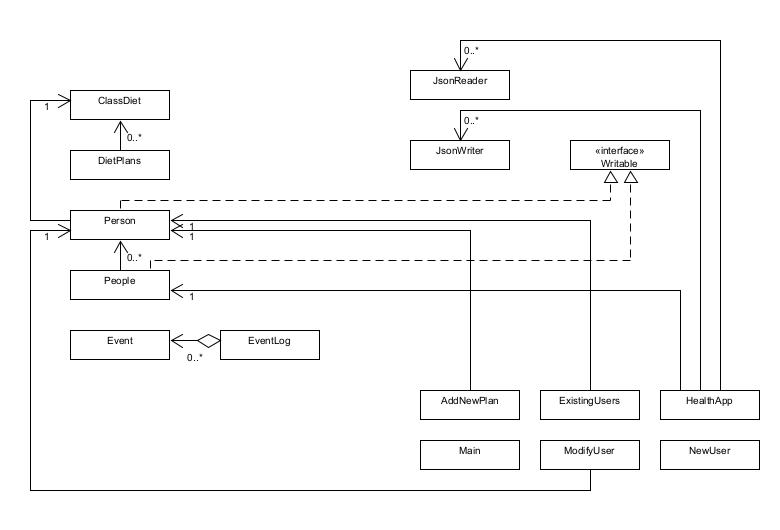 0..*
JsonReader
ClassDiet
1
0..*
0..*
DietPlans
JsonWriter
«interface»
Writable
Person
1
1
1
0..*
People
1
Event
EventLog
0..*
AddNewPlan
ExistingUsers
HealthApp
Main
ModifyUser
NewUser